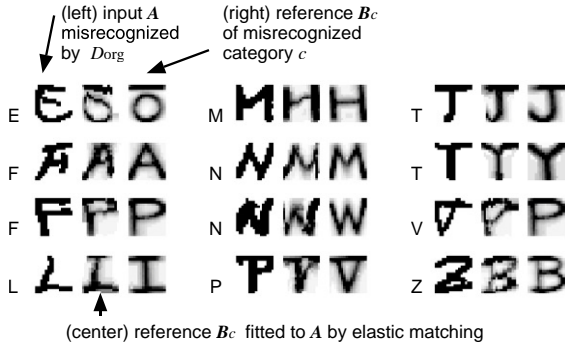 (left) input A
misrecognized
by Dorg
(right) reference Bc
of misrecognized
category c
E M T
F N T
F N V
L P Z
(center) reference Bc fitted to A by elastic matching